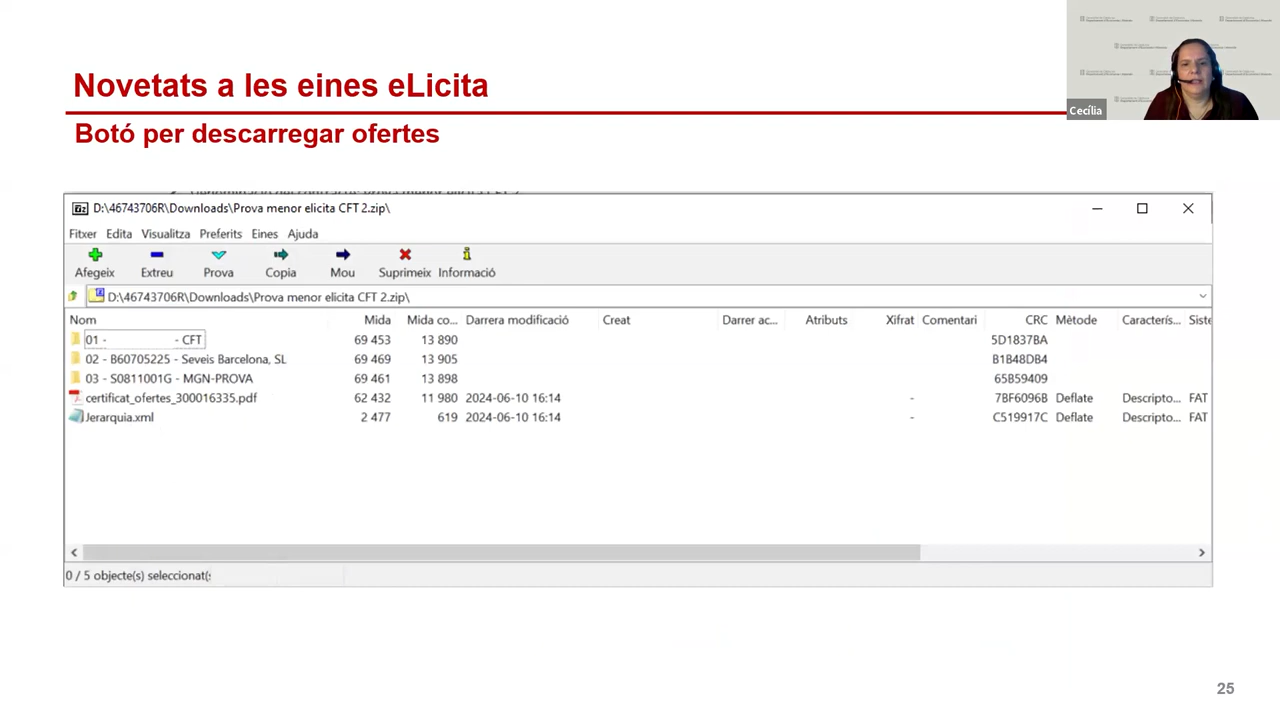 Novetats a les eines eLicita
Botó per descarregar ofertes
Cecília
D:\46743706R\Downloads\Prova menor elicita CFT 2.zip\
Fitxer Edita Visualitza Preferits Eines Ajuda
Afegeix Extreu Prova Copia Mou Suprimeix Informació
D:\46743706R\Downloads\Prova menor elicita CFT 2.zip\
Nom Mida Mida co... Darrera modificació Creat Darrer ac... Atributs Xifrat Comentari CRC Mètode Caracterís... Siste
01 - - CFT 69 453 13 890 5D1837BA
02 - B60705225 - Seveis Barcelona, SL 69 469 13 905 B1B48DB4
03 - S0811001G - MGN-PROVA 69 461 13 898 65B59409
certificat_ofertes_300016335.pdf 62 432 11 980 2024-06-10 16:14 - 7BF6096B Deflate Descripto... FAT
Jerarquia.xml 2 477 619 2024-06-10 16:14 - C519917C Deflate Descripto... FAT
0 / 5 objecte(s) seleccionat(s
25